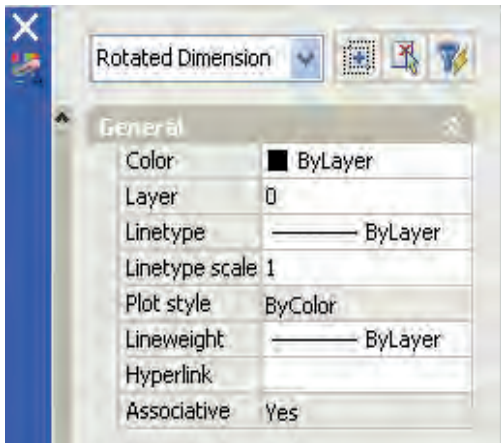 Rotated Dimension
General
Color ByLayer
Layer 0
Linetype ByLayer
Linetype scale 1
Plot style ByColor
Lineweight ByLayer
Hyperlink
Associative Yes